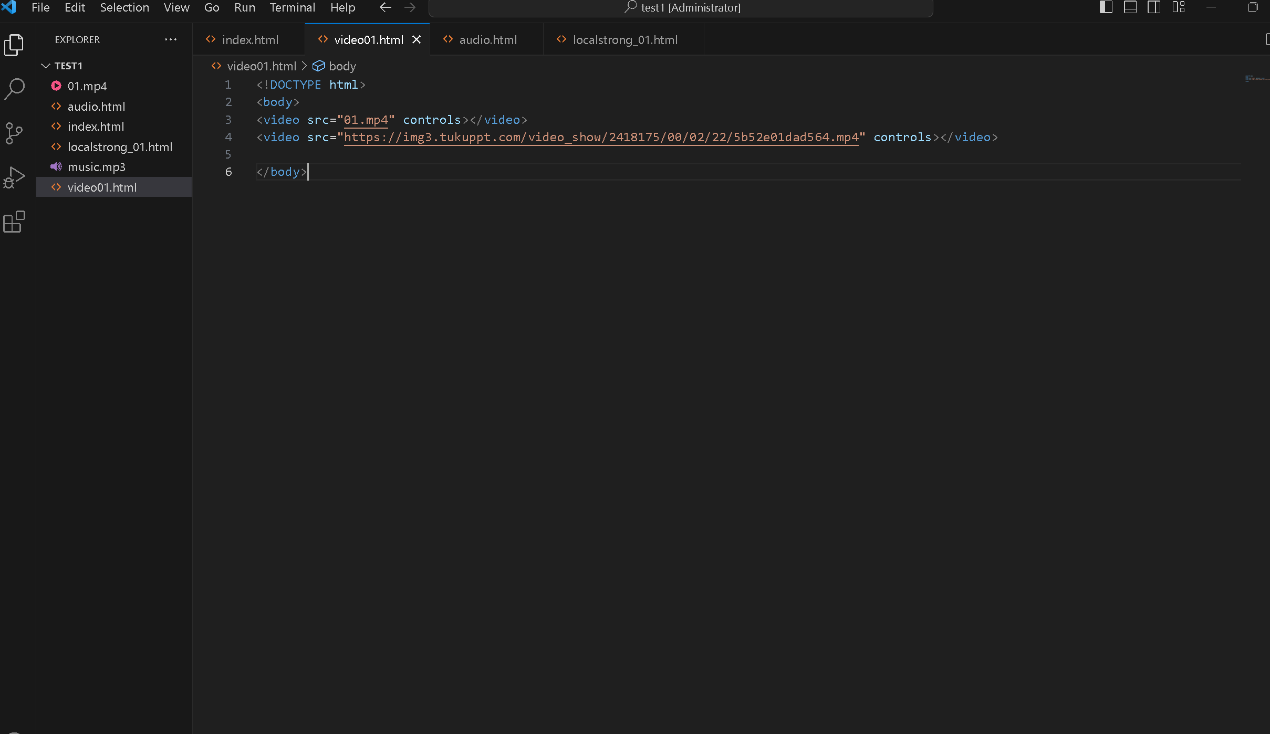 File Edit Selection View Go Run Terminal Help
test1 [Administrator]
EXPLORER
TEST1
01.mp4
audio.html
index.html
localstrong_01.html
music.mp3
video01.html
index.html video01.html audio.html localstrong_01.html
video01.html > body
1 <!DOCTYPE html>
2 <body>
3 <video src="01.mp4" controls></video>
4 <video src="https://img3.tukuppt.com/video_show/2418175/00/02/22/5b52e01dad564.mp4" controls></video>
5
6 </body>